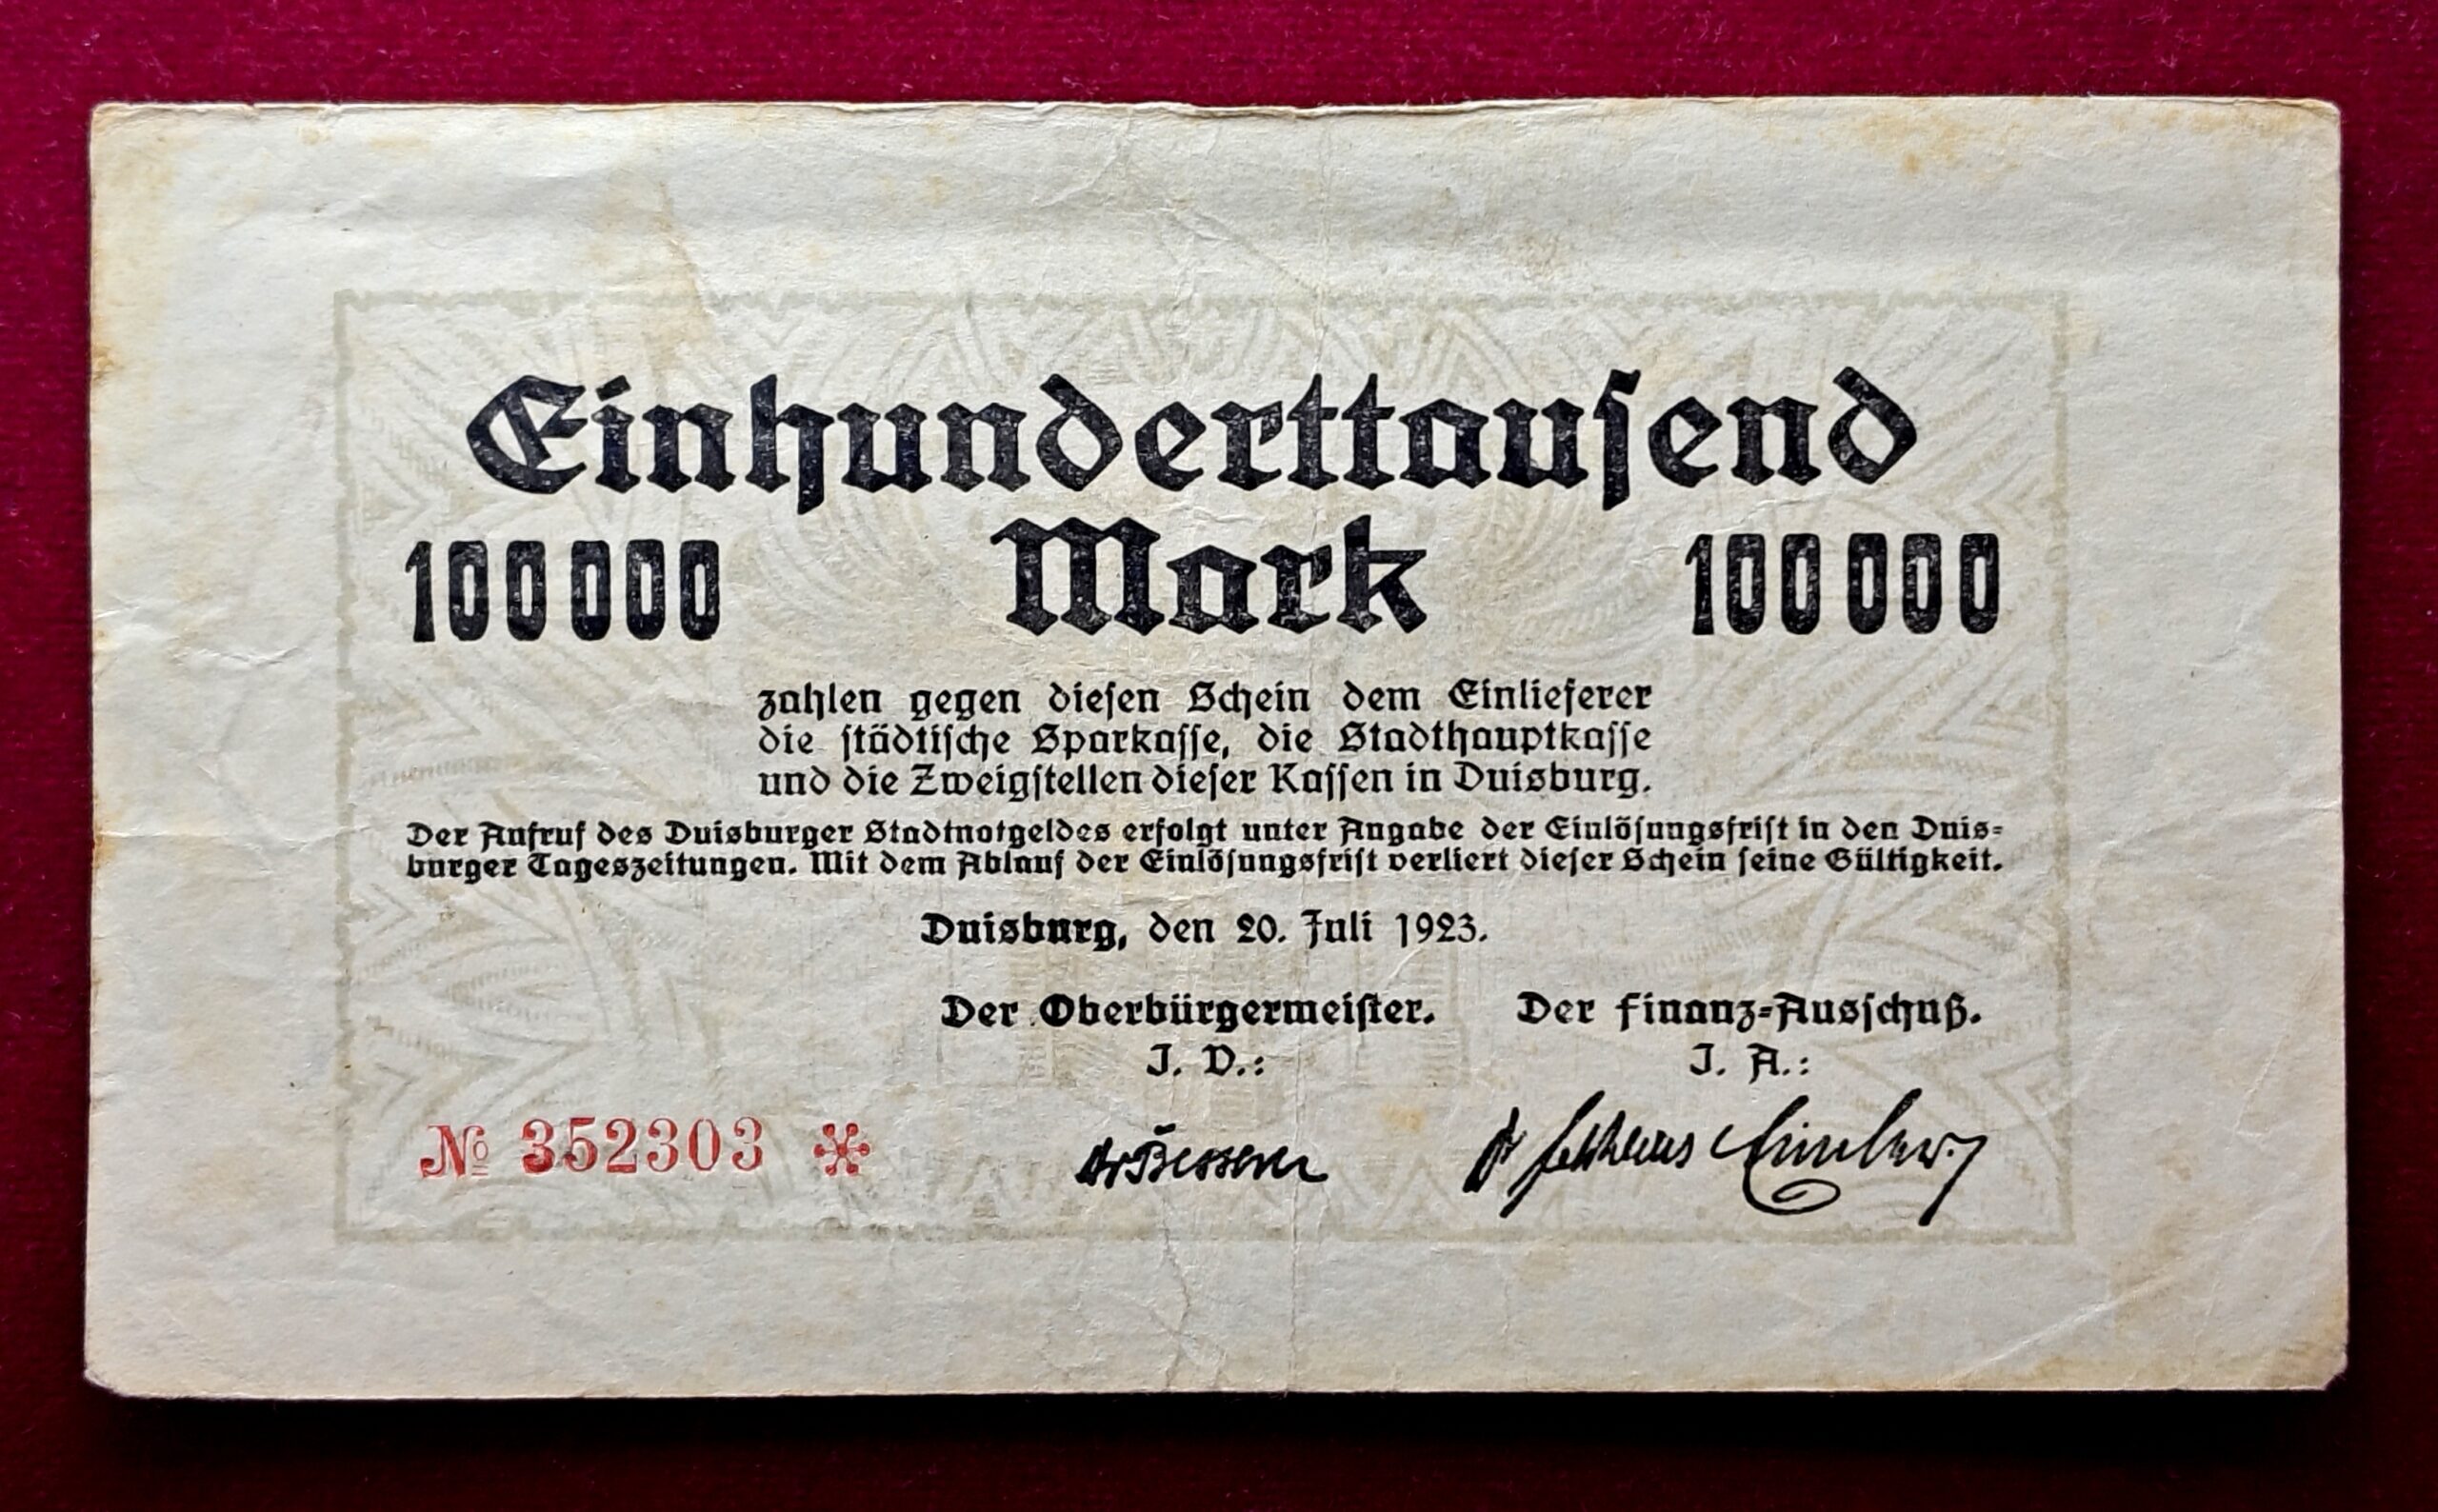 Einhunderttauſend
100 000 Mark 100 000
zahlen gegen dieſen Schein dem Einlieferer
die ſtädtiſche Sparkaſſe, die Stadthauptkaſſe
und die Zweigſtellen dieſer Kaſſen in Duisburg.
Der Aufruf des Duisburger Stadtnotgeldes erfolgt unter Angabe der Einlöſungsfriſt in den Duis-
burger Tageszeitungen. Mit dem Ablauf der Einlöſungsfriſt verliert dieſer Schein ſeine Gültigkeit.
Duisburg, den 20. Juli 1923.
Der Oberbürgermeiſter. Der Finanz-Ausſchuß.
J. V.: J. A.:
№ 352303 *